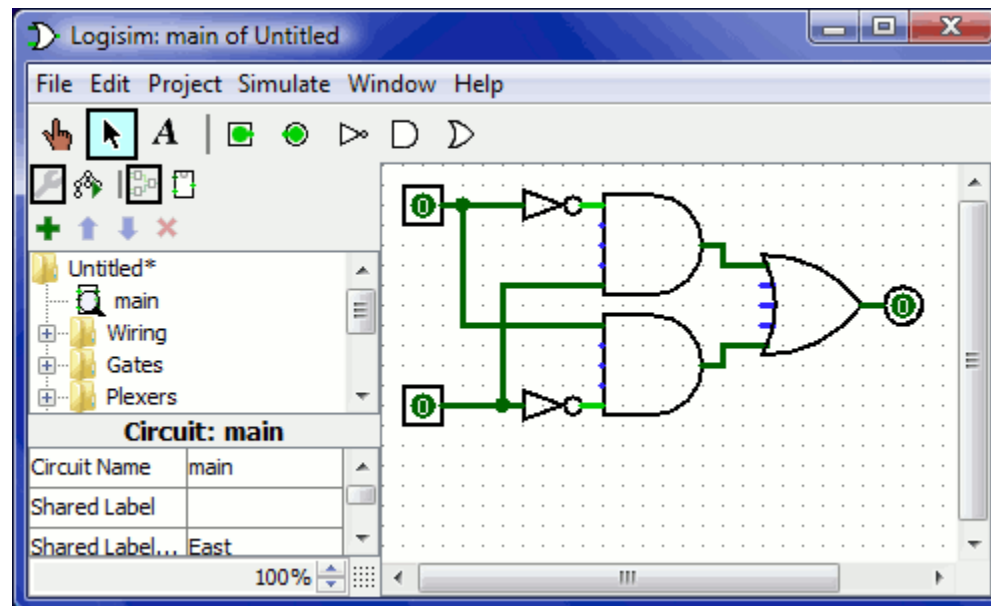 Logisim: main of Untitled
File Edit Project Simulate Window Help
A
Untitled*
main
Wiring
Gates
Plexers
Circuit: main
Circuit Name main
Shared Label
Shared Label... East
100%
0
0
0